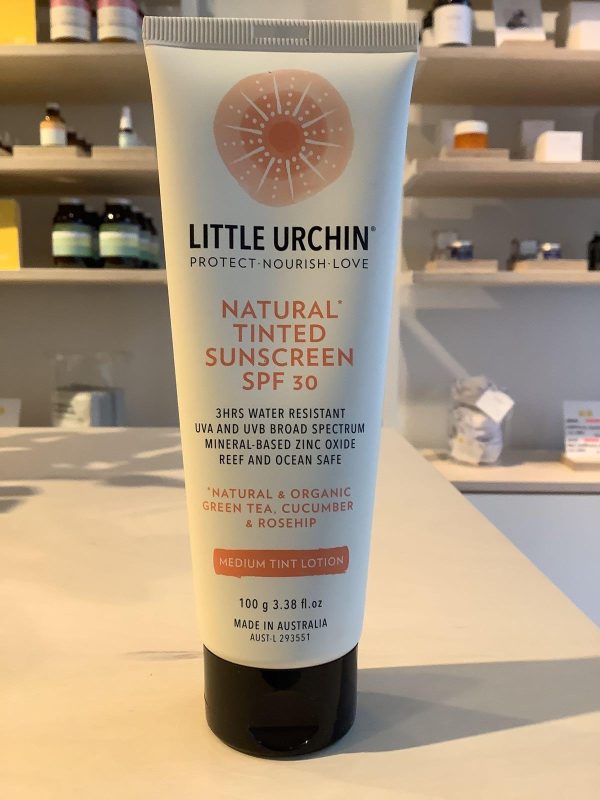 LITTLE URCHIN®
PROTECT·NOURISH·LOVE
NATURAL*
TINTED
SUNSCREEN
SPF 30
3HRS WATER RESISTANT
UVA AND UVB BROAD SPECTRUM
MINERAL-BASED ZINC OXIDE
REEF AND OCEAN SAFE
*NATURAL & ORGANIC
GREEN TEA, CUCUMBER
& ROSEHIP
MEDIUM TINT LOTION
100 g 3.38 fl.oz
MADE IN AUSTRALIA
AUST-L 293551